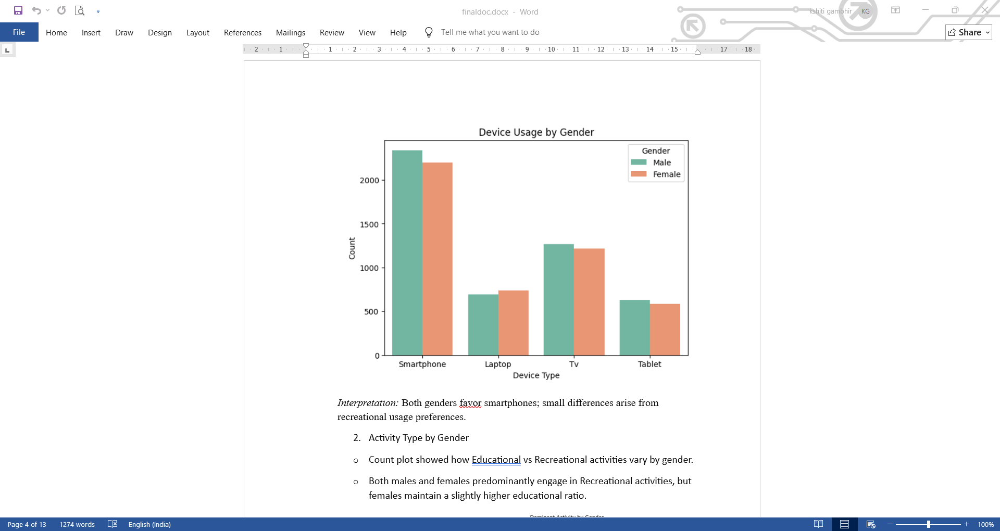 finaldoc.docx - Word
kshiti gambhir KG
File Home Insert Draw Design Layout References Mailings Review View Help Tell me what you want to do Share
2 1 1 2 3 4 5 6 7 8 9 10 11 12 13 14 15 17 18
Device Usage by Gender
Gender
Male
Female
2000
1500
1000
500
0
Count
Smartphone Laptop Tv Tablet
Device Type
Interpretation: Both genders favor smartphones; small differences arise from
recreational usage preferences.
2. Activity Type by Gender
o Count plot showed how Educational vs Recreational activities vary by gender.
o Both males and females predominantly engage in Recreational activities, but
females maintain a slightly higher educational ratio.
Dominant Activity by Gender
Page 4 of 13 1274 words English (India) 100%